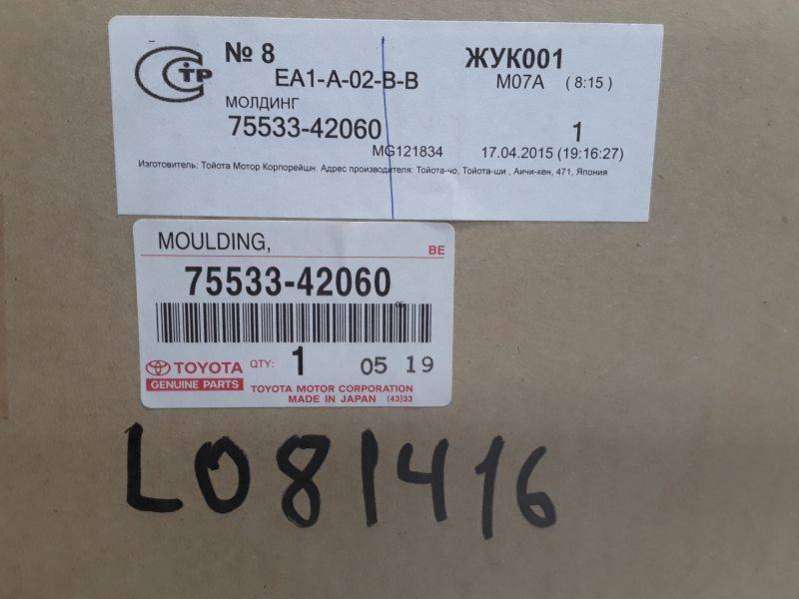 СТР
№ 8
ЖУК001
EA1-A-02-B-B
M07A ( 8:15 )
МОЛДИНГ
75533-42060
1
MG121834
17.04.2015 (19:16:27)
Изготовитель: Тойота Мотор Корпорейшн. Адрес производителя: Тойота-чо, Тойота-ши , Аичи-кен, 471, Япония
MOULDING,
BE
75533-42060
TOYOTA
GENUINE PARTS
QTY: 1
05 19
TOYOTA MOTOR CORPORATION
MADE IN JAPAN (43)33
L081416